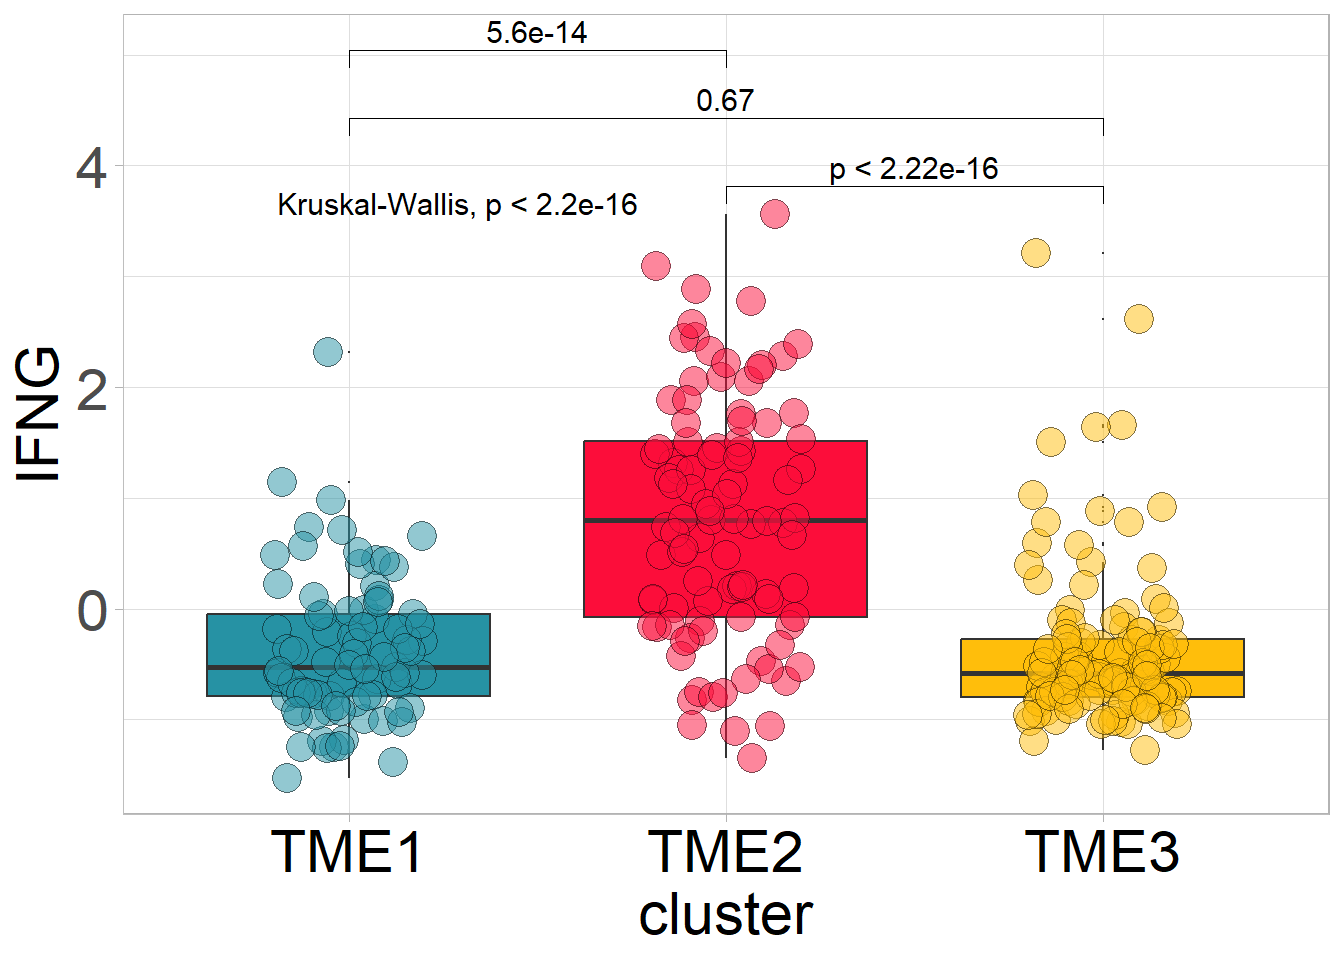 5.6e-14
0.67
p < 2.22e-16
Kruskal-Wallis, p < 2.2e-16
IFNG
4
2
0
TME1 TME2 TME3
cluster